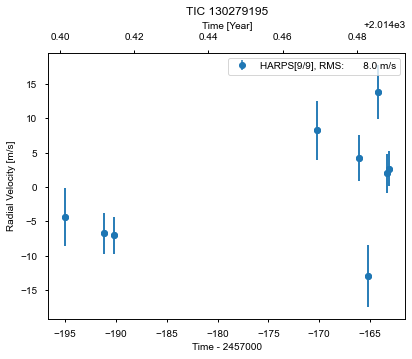 TIC 130279195
Time [Year]
+2.014e3
0.40 0.42 0.44 0.46 0.48
HARPS[9/9], RMS: 8.0 m/s
Radial Velocity [m/s]
15
10
5
0
−5
−10
−15
−195 −190 −185 −180 −175 −170 −165
Time - 2457000